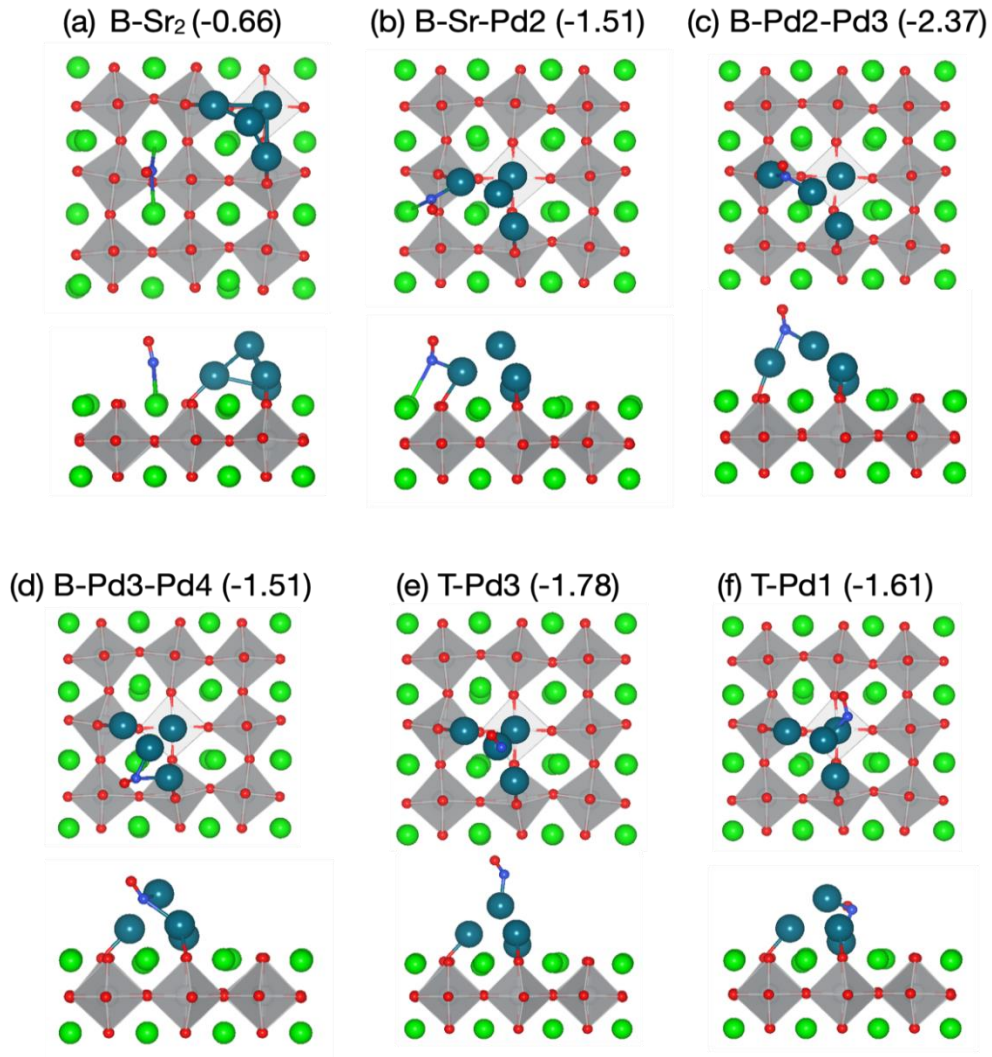 (a) B-Sr₂ (-0.66)
(b) B-Sr-Pd2 (-1.51)
(c) B-Pd2-Pd3 (-2.37)
(d) B-Pd3-Pd4 (-1.51)
(e) T-Pd3 (-1.78)
(f) T-Pd1 (-1.61)